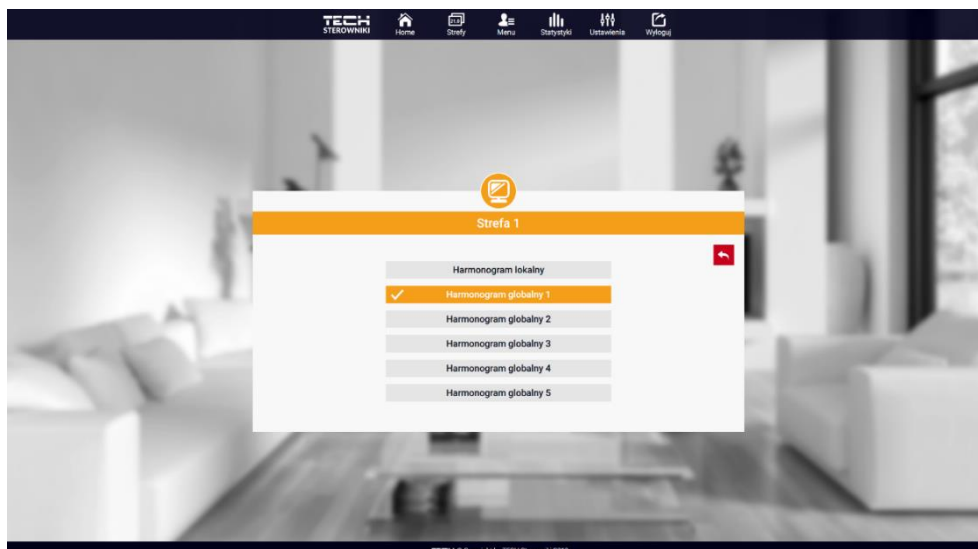 TECH
STEROWNIKI
Home
Strefy
Menu
Statystyki
Ustawienia
Wyloguj
Strefa 1
Harmonogram lokalny
Harmonogram globalny 1
Harmonogram globalny 2
Harmonogram globalny 3
Harmonogram globalny 4
Harmonogram globalny 5